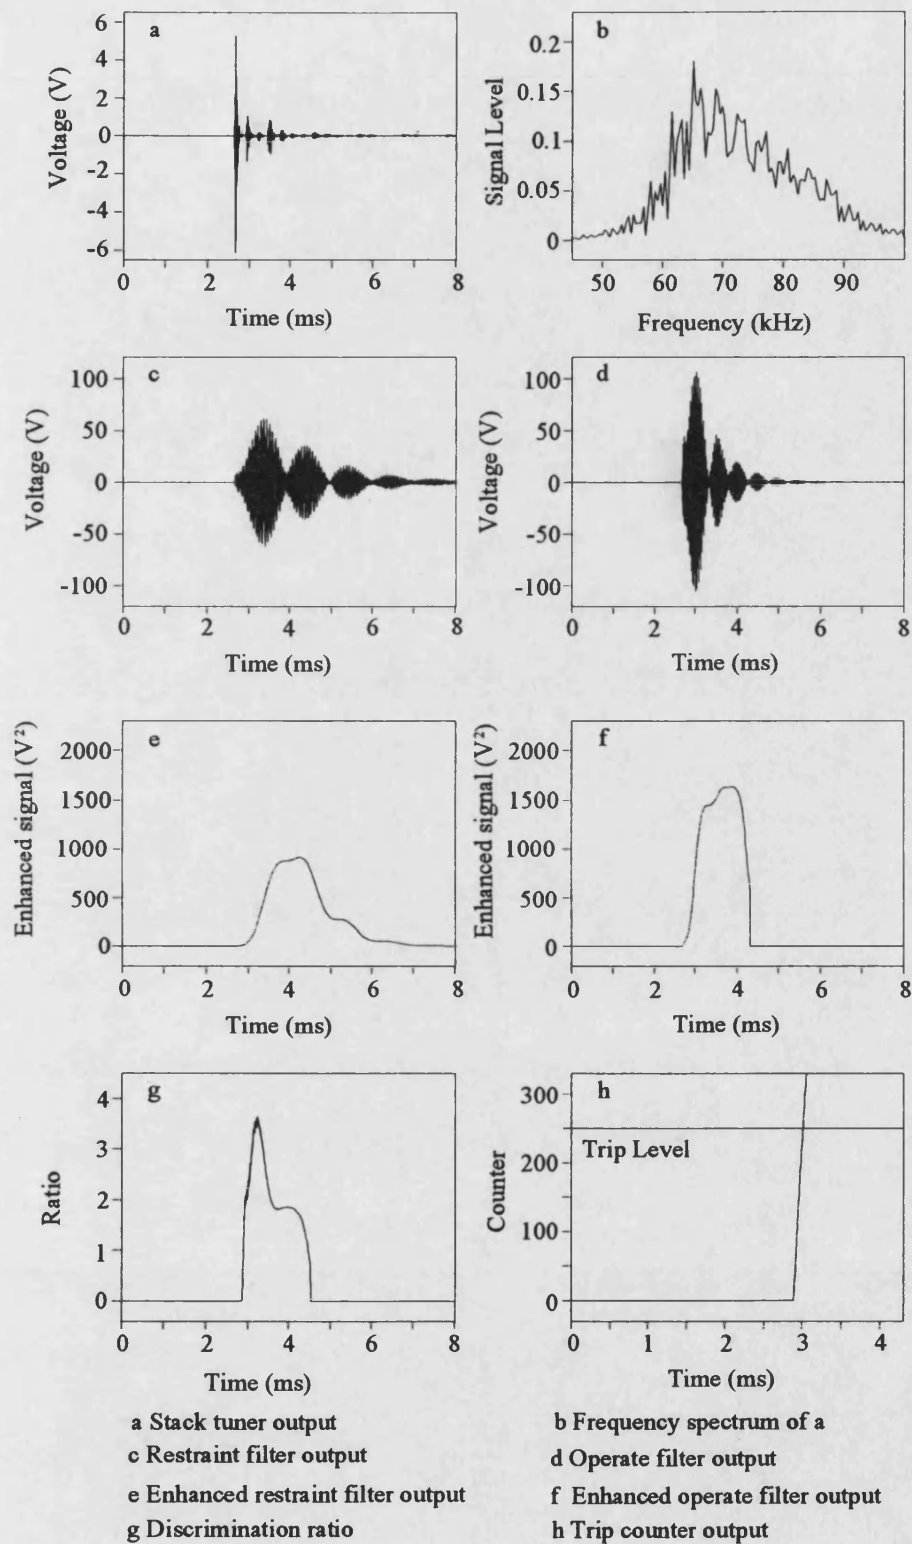 a
6
4
2
0
-2
-4
-6
Voltage (V)
0 2 4 6 8
Time (ms)
b
0.2
0.15
0.1
0.05
0
Signal Level
50 60 70 80 90
Frequency (kHz)
c
100
50
0
-50
-100
Voltage (V)
0 2 4 6 8
Time (ms)
d
100
50
0
-50
-100
Voltage (V)
0 2 4 6 8
Time (ms)
e
2000
1500
1000
500
0
Enhanced signal (V²)
0 2 4 6 8
Time (ms)
f
2000
1500
1000
500
0
Enhanced signal (V²)
0 2 4 6 8
Time (ms)
g
4
3
2
1
0
Ratio
0 2 4 6 8
Time (ms)
h
300
200
100
0
Counter
Trip Level
0 1 2 3 4
Time (ms)
a Stack tuner output
b Frequency spectrum of a
c Restraint filter output
d Operate filter output
e Enhanced restraint filter output
f Enhanced operate filter output
g Discrimination ratio
h Trip counter output